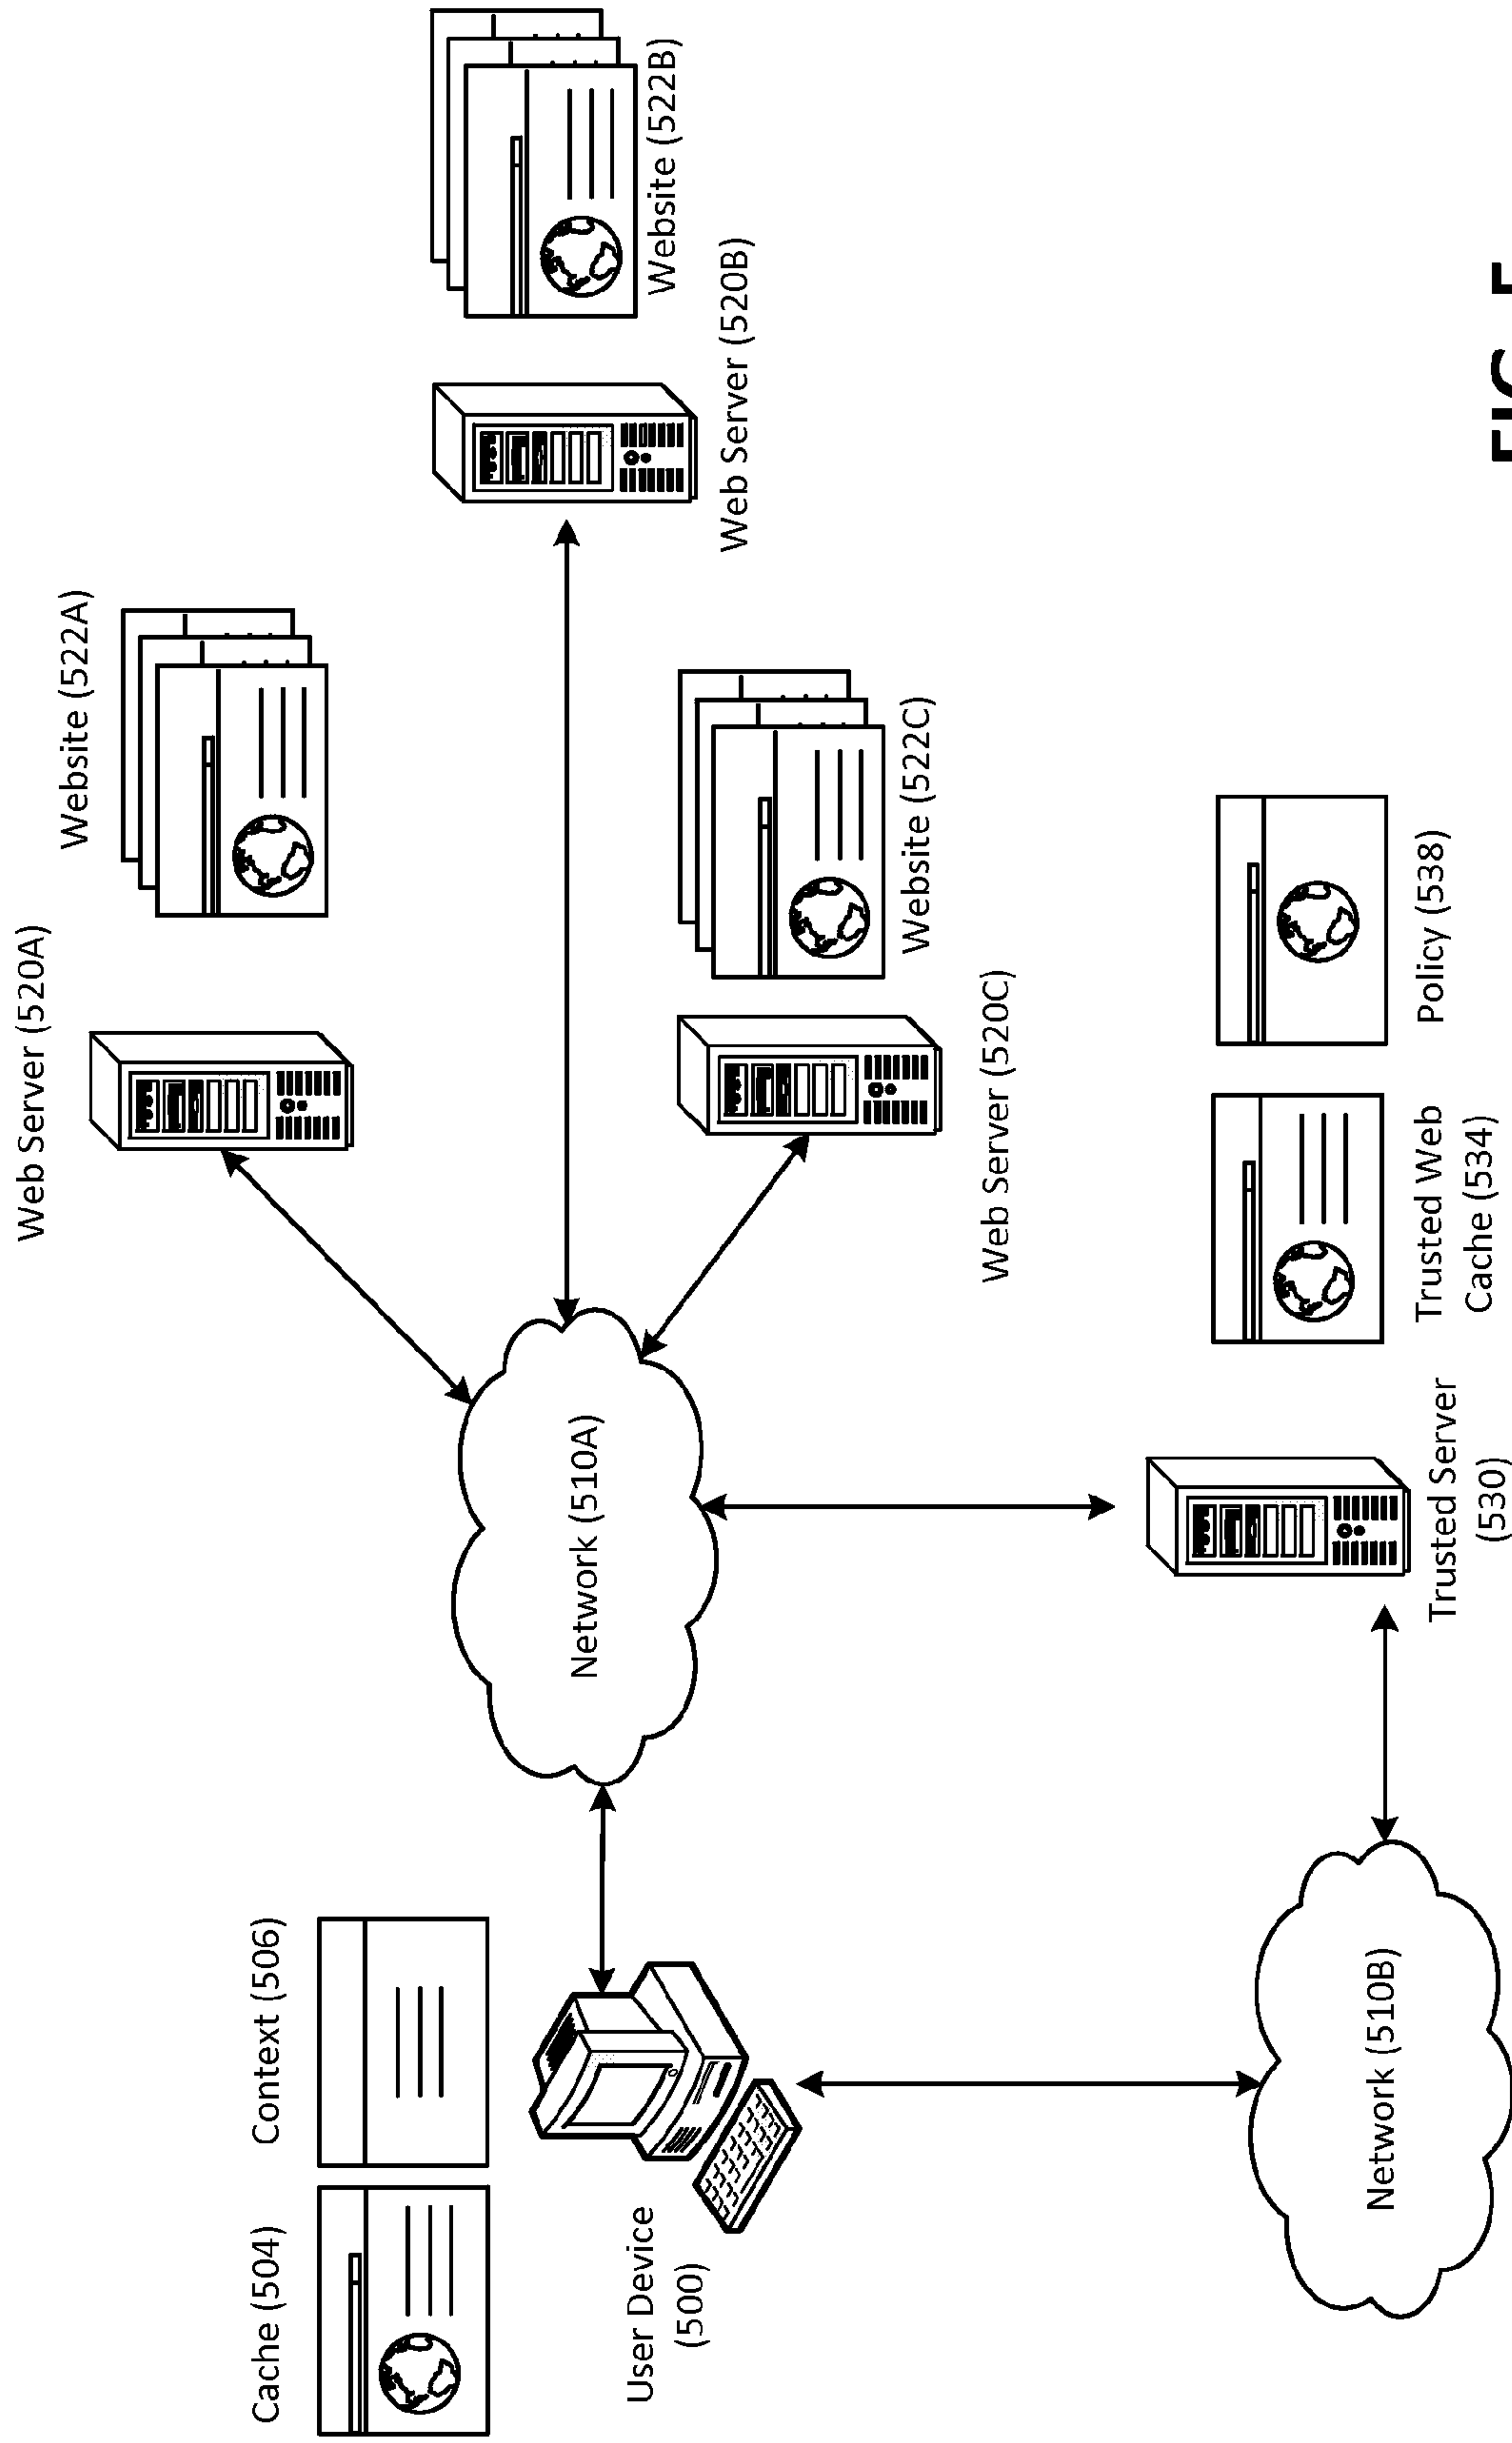 Web Server (520A)
Website (522A)
Cache (504)
Context (506)
Network (510A)
User Device
(500)
Website (522B)
Web Server (520B)
Website (522C)
Web Server (520C)
Network (510B)
Trusted Server
(530)
Trusted Web
Cache (534)
Policy (538)